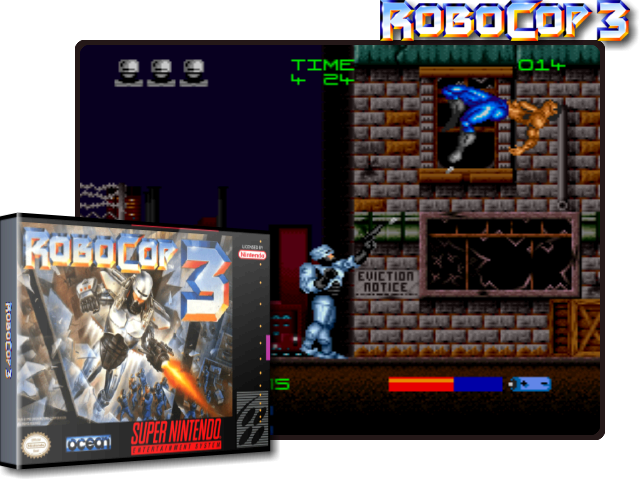 ROBOCOP 3
TIME
4 24
014
EVICTION
NOTICE
ROBOCOP
3
LICENSED BY
Nintendo
ROBOCOP 3
ocean
SUPER NINTENDO
ENTERTAINMENT SYSTEM